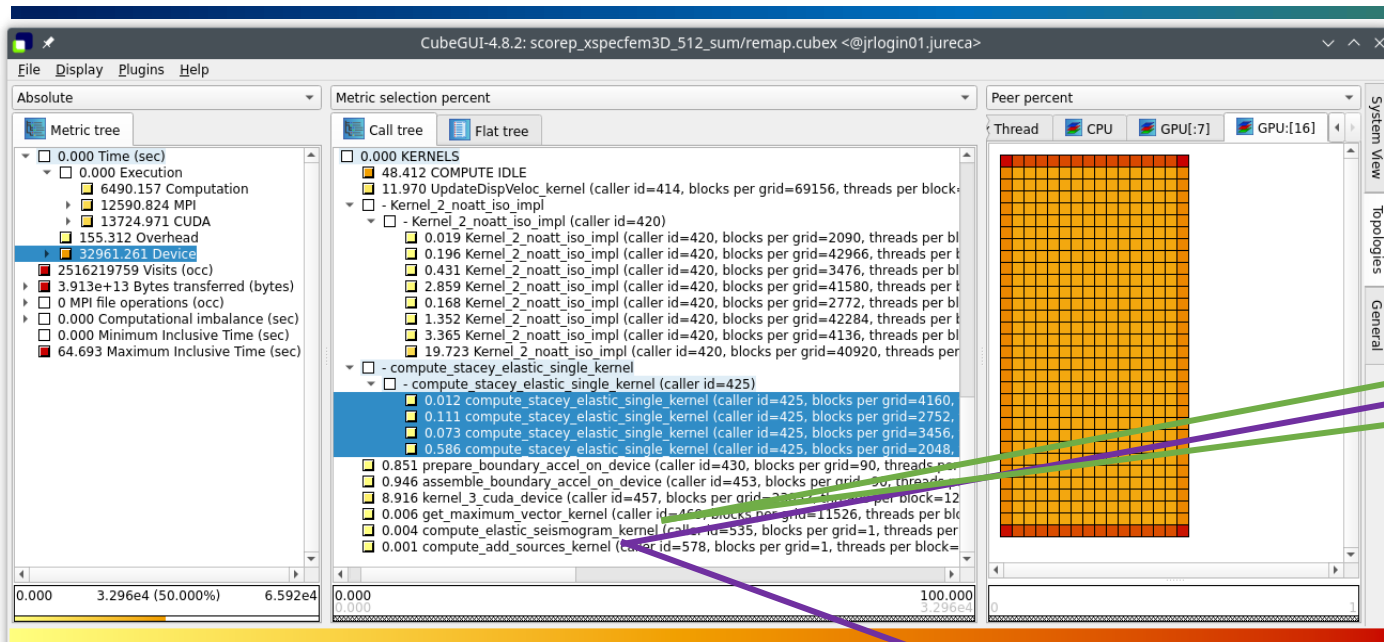 CubeGUI-4.8.2: scorep_xspecfem3D_512_sum/remap.cubex <@jrlogin01.jureca>
File Display Plugins Help
Absolute
Metric selection percent
Peer percent
Metric tree
Call tree
Flat tree
Thread
CPU
GPU[:7]
GPU:[16]
0.000 Time (sec)
0.000 Execution
6490.157 Computation
12590.824 MPI
13724.971 CUDA
155.312 Overhead
32961.261 Device
2516219759 Visits (occ)
3.913e+13 Bytes transferred (bytes)
0 MPI file operations (occ)
0.000 Computational imbalance (sec)
0.000 Minimum Inclusive Time (sec)
64.693 Maximum Inclusive Time (sec)
0.000 KERNELS
48.412 COMPUTE IDLE
11.970 UpdateDispVeloc_kernel (caller id=414, blocks per grid=69156, threads per block=
- Kernel_2_noatt_iso_impl
- Kernel_2_noatt_iso_impl (caller id=420)
0.019 Kernel_2_noatt_iso_impl (caller id=420, blocks per grid=2090, threads per bl
0.196 Kernel_2_noatt_iso_impl (caller id=420, blocks per grid=42966, threads per b
0.431 Kernel_2_noatt_iso_impl (caller id=420, blocks per grid=3476, threads per bl
2.859 Kernel_2_noatt_iso_impl (caller id=420, blocks per grid=41580, threads per b
0.168 Kernel_2_noatt_iso_impl (caller id=420, blocks per grid=2772, threads per bl
1.352 Kernel_2_noatt_iso_impl (caller id=420, blocks per grid=42284, threads per b
3.365 Kernel_2_noatt_iso_impl (caller id=420, blocks per grid=4136, threads per bl
19.723 Kernel_2_noatt_iso_impl (caller id=420, blocks per grid=40920, threads per
- compute_stacey_elastic_single_kernel
- compute_stacey_elastic_single_kernel (caller id=425)
0.012 compute_stacey_elastic_single_kernel (caller id=425, blocks per grid=4160,
0.111 compute_stacey_elastic_single_kernel (caller id=425, blocks per grid=2752,
0.073 compute_stacey_elastic_single_kernel (caller id=425, blocks per grid=3456,
0.586 compute_stacey_elastic_single_kernel (caller id=425, blocks per grid=2048,
0.851 prepare_boundary_accel_on_device (caller id=430, blocks per grid=90, threads per
0.946 assemble_boundary_accel_on_device (caller id=453, blocks per grid=90, threads
8.916 kernel_3_cuda_device (caller id=457, blocks per threads per block=12
0.006 get_maximum_vector_kernel (caller blocks per grid=11526, threads per blo
0.004 compute_elastic_seismogram_kernel (caller id=535, blocks per grid=1, threads per
0.001 compute_add_sources_kernel (caller id=578, blocks per grid=1, threads per block=
System View
Topologies
General
0.000 3.296e4 (50.000%) 6.592e4
0.000 100.000
0.000 3.296e4
0 1